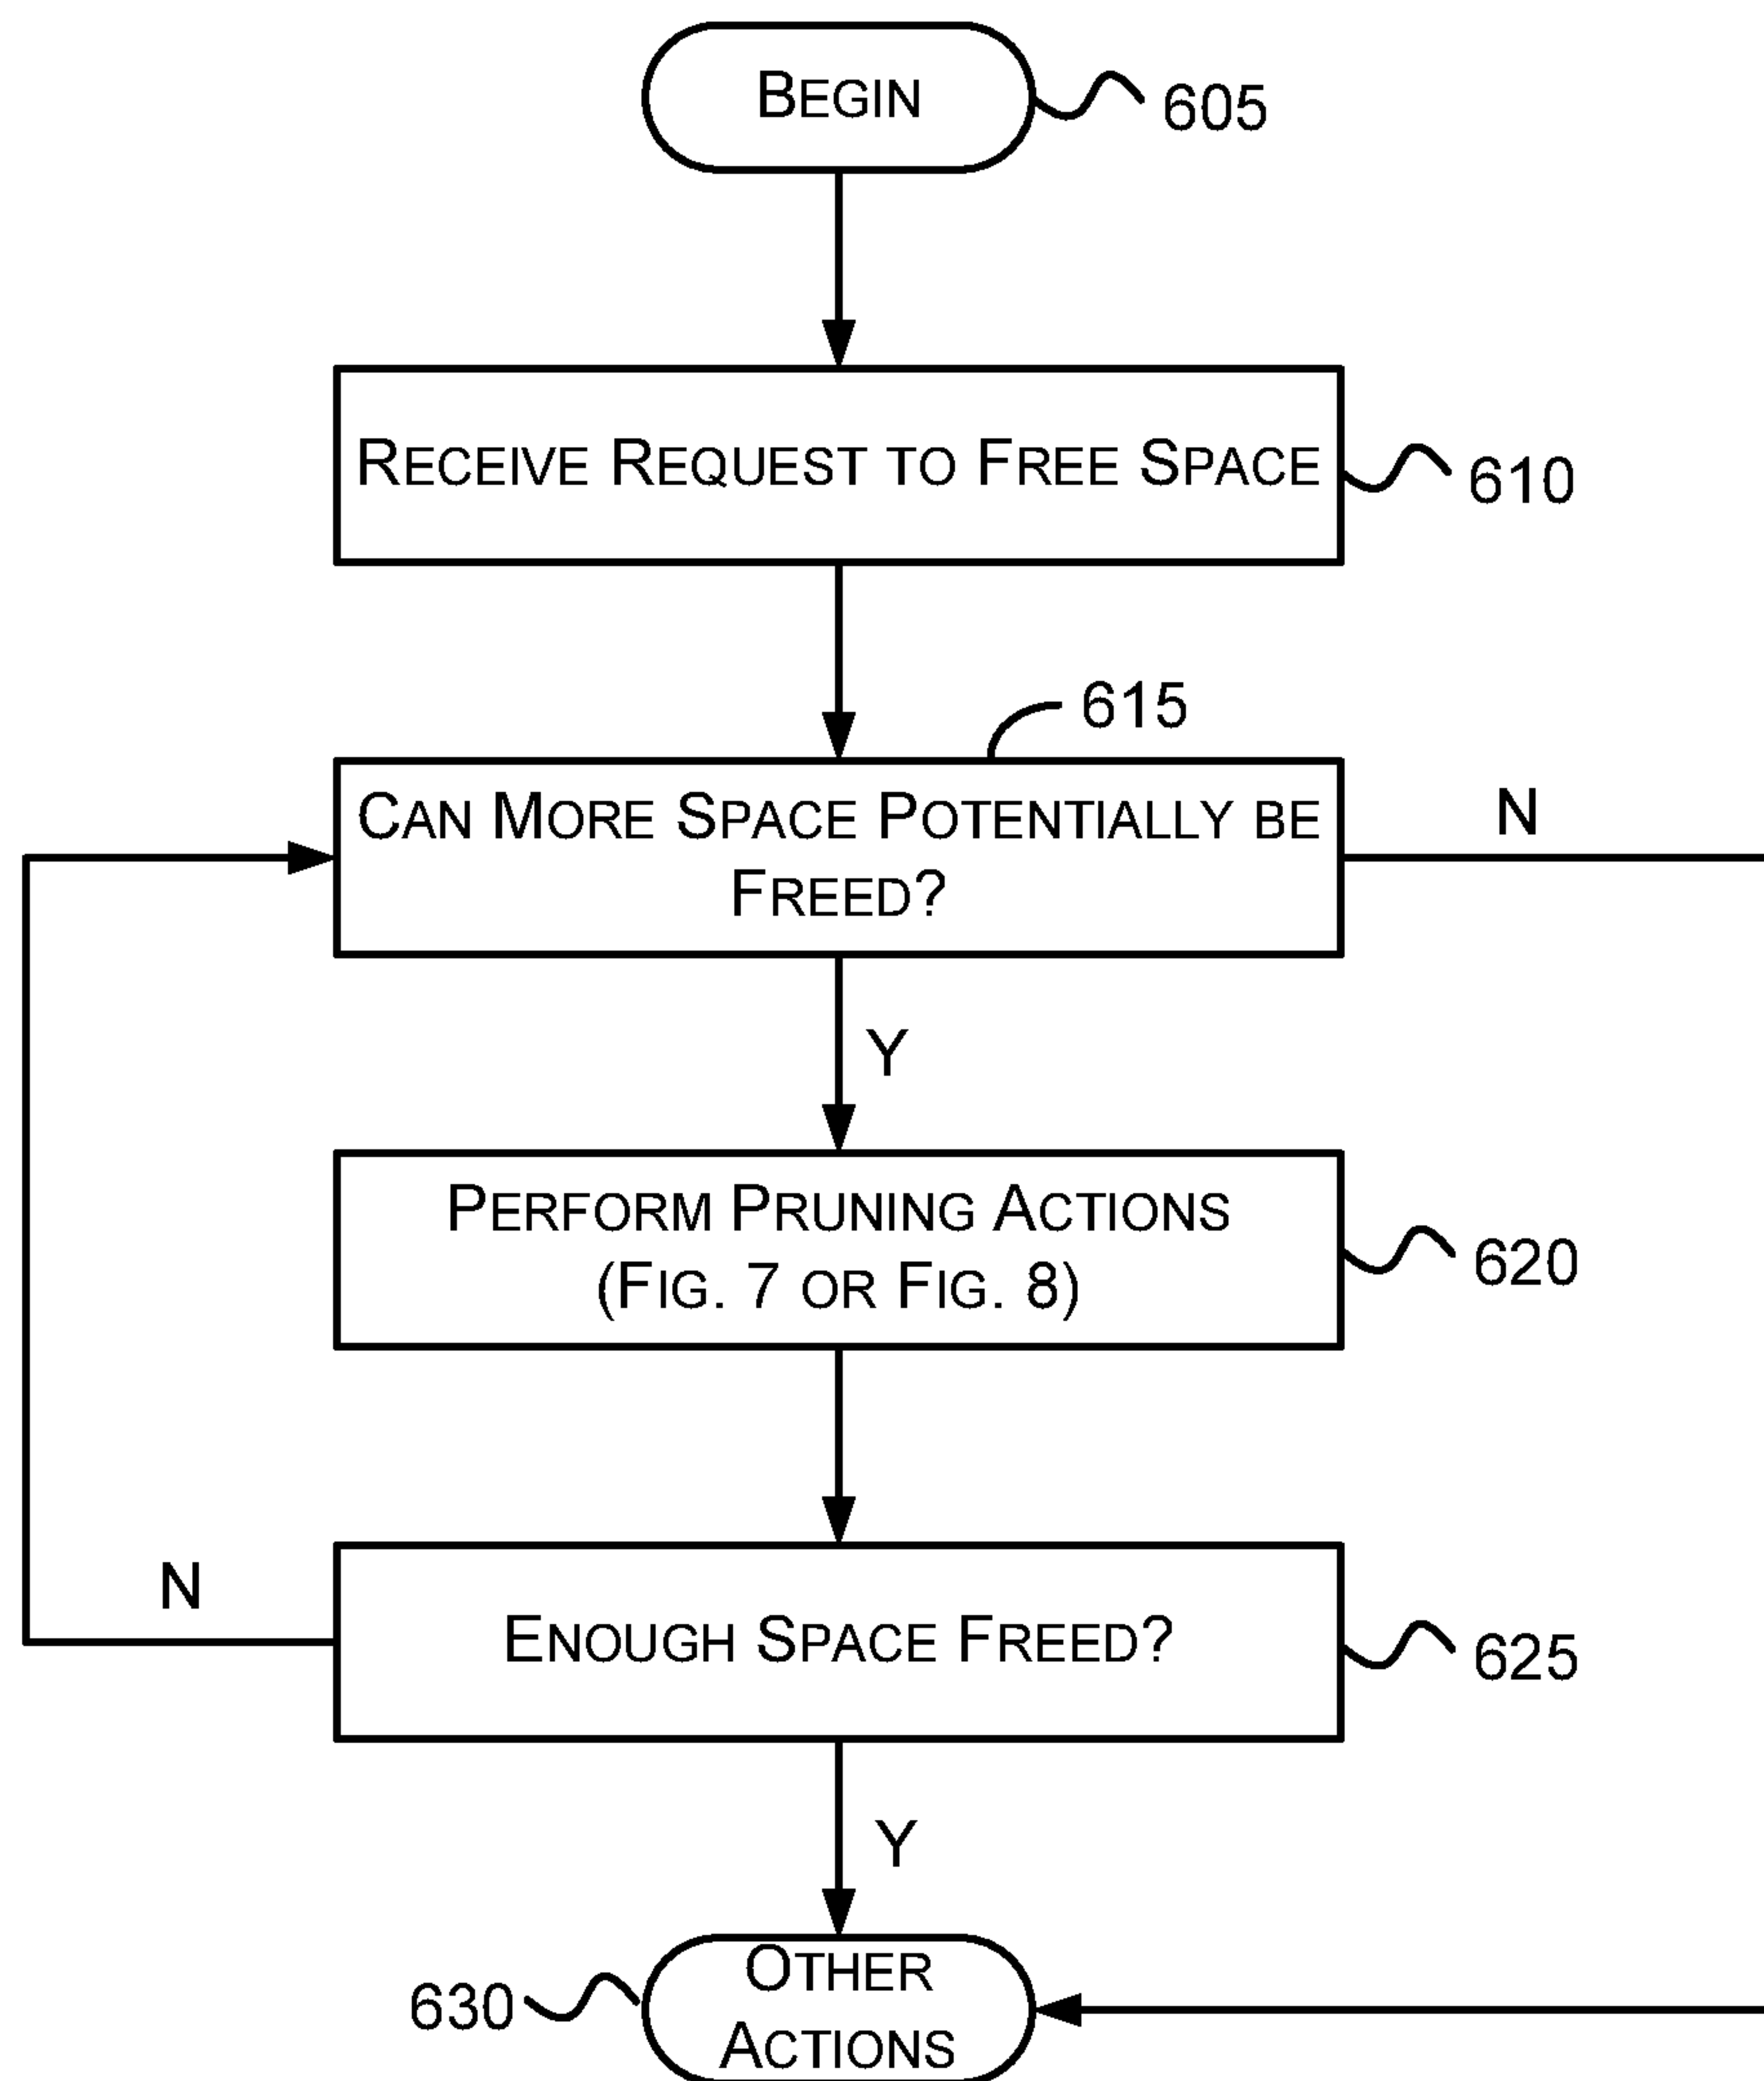 BEGIN
605
RECEIVE REQUEST TO FREE SPACE
610
615
CAN MORE SPACE POTENTIALLY BE
FREED?
N
Y
PERFORM PRUNING ACTIONS
(FIG. 7 OR FIG. 8)
620
N
ENOUGH SPACE FREED?
625
Y
630
OTHER
ACTIONS